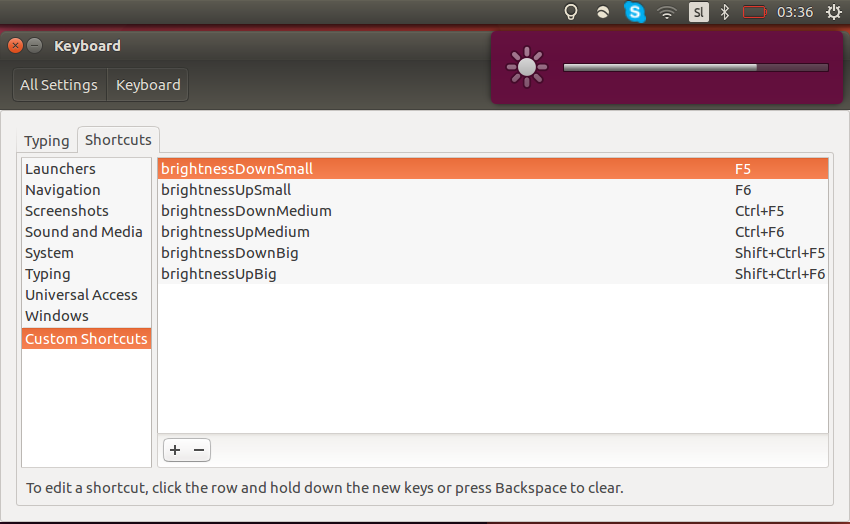 Sl 03:36
Keyboard
All Settings Keyboard
Typing Shortcuts
Launchers
Navigation
Screenshots
Sound and Media
System
Typing
Universal Access
Windows
Custom Shortcuts
brightnessDownSmall F5
brightnessUpSmall F6
brightnessDownMedium Ctrl+F5
brightnessUpMedium Ctrl+F6
brightnessDownBig Shift+Ctrl+F5
brightnessUpBig Shift+Ctrl+F6
To edit a shortcut, click the row and hold down the new keys or press Backspace to clear.